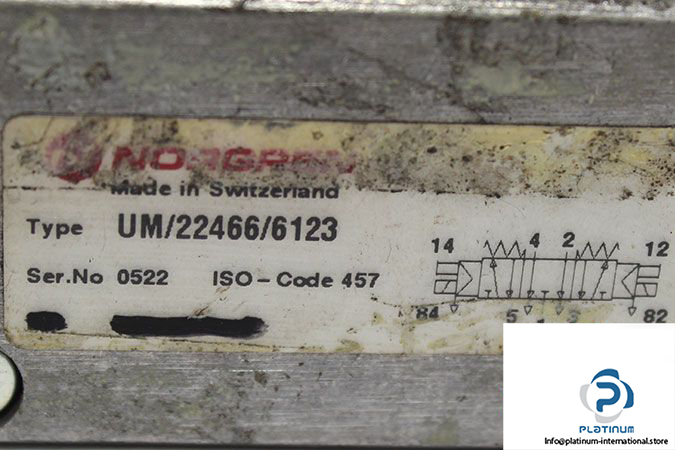 NORGREN
Made in Switzerland
Type UM/22466/6123
Ser.No 0522 ISO-Code 457
14 4 2 12
84 5 1 3 82
PLATINUM
Info@platinum-international.store